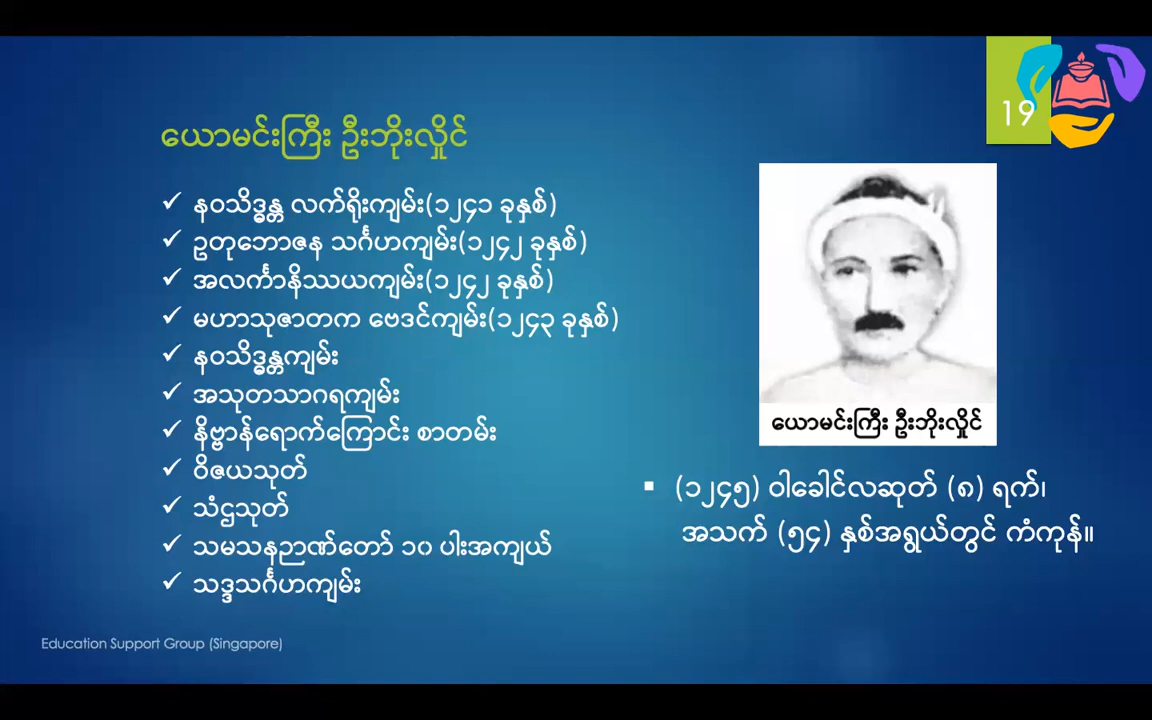 19
ယောမင်းကြီး ဦးဘိုးလှိုင်
✓ နဝသိဒ္ဓန္တ လက်ရိုးကျမ်း(၁၂၄၁ ခုနှစ်)
✓ ဥတုဘောဇန သင်္ဂဟကျမ်း(၁၂၄၂ ခုနှစ်)
✓ အလင်္ကာနိဿယကျမ်း(၁၂၄၂ ခုနှစ်)
✓ မဟာသုဇာတက ဗေဒင်ကျမ်း(၁၂၄၃ ခုနှစ်)
✓ နဝသိဒ္ဓန္တကျမ်း
✓ အသုတသာဂရကျမ်း
✓ နိဗ္ဗာန်ရောက်ကြောင်း စာတမ်း
✓ ဝိဇယသုတ်
✓ သံဌသုတ်
✓ သမသနဉာဏ်တော် ၁၀ ပါးအကျယ်
✓ သဒ္ဒသင်္ဂဟကျမ်း
ယောမင်းကြီး ဦးဘိုးလှိုင်
▪ (၁၂၄၅) ဝါခေါင်လဆုတ် (၈) ရက်၊
အသက် (၅၄) နှစ်အရွယ်တွင် ကံကုန်။
Education Support Group (Singapore)